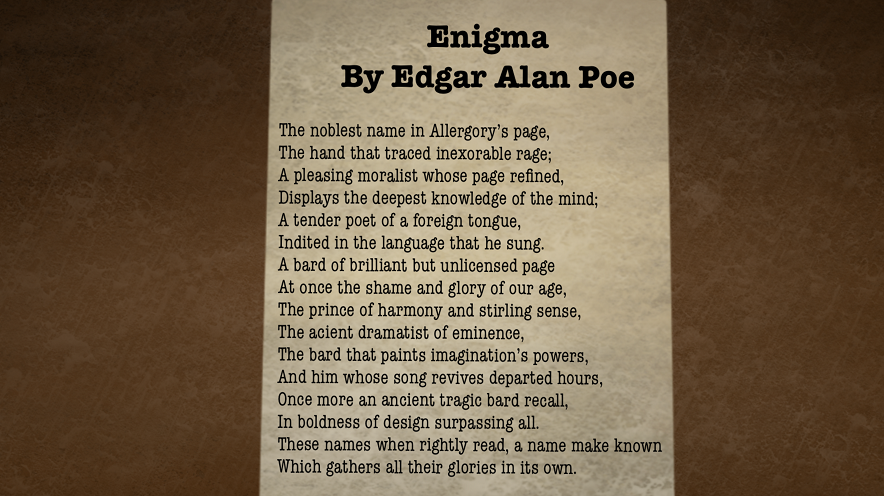 Enigma
By Edgar Alan Poe
The noblest name in Allergory's page,
The hand that traced inexorable rage;
A pleasing moralist whose page refined,
Displays the deepest knowledge of the mind;
A tender poet of a foreign tongue,
Indited in the language that he sung.
A bard of brilliant but unlicensed page
At once the shame and glory of our age,
The prince of harmony and stirling sense,
The acient dramatist of eminence,
The bard that paints imagination's powers,
And him whose song revives departed hours,
Once more an ancient tragic bard recall,
In boldness of design surpassing all.
These names when rightly read, a name make known
Which gathers all their glories in its own.